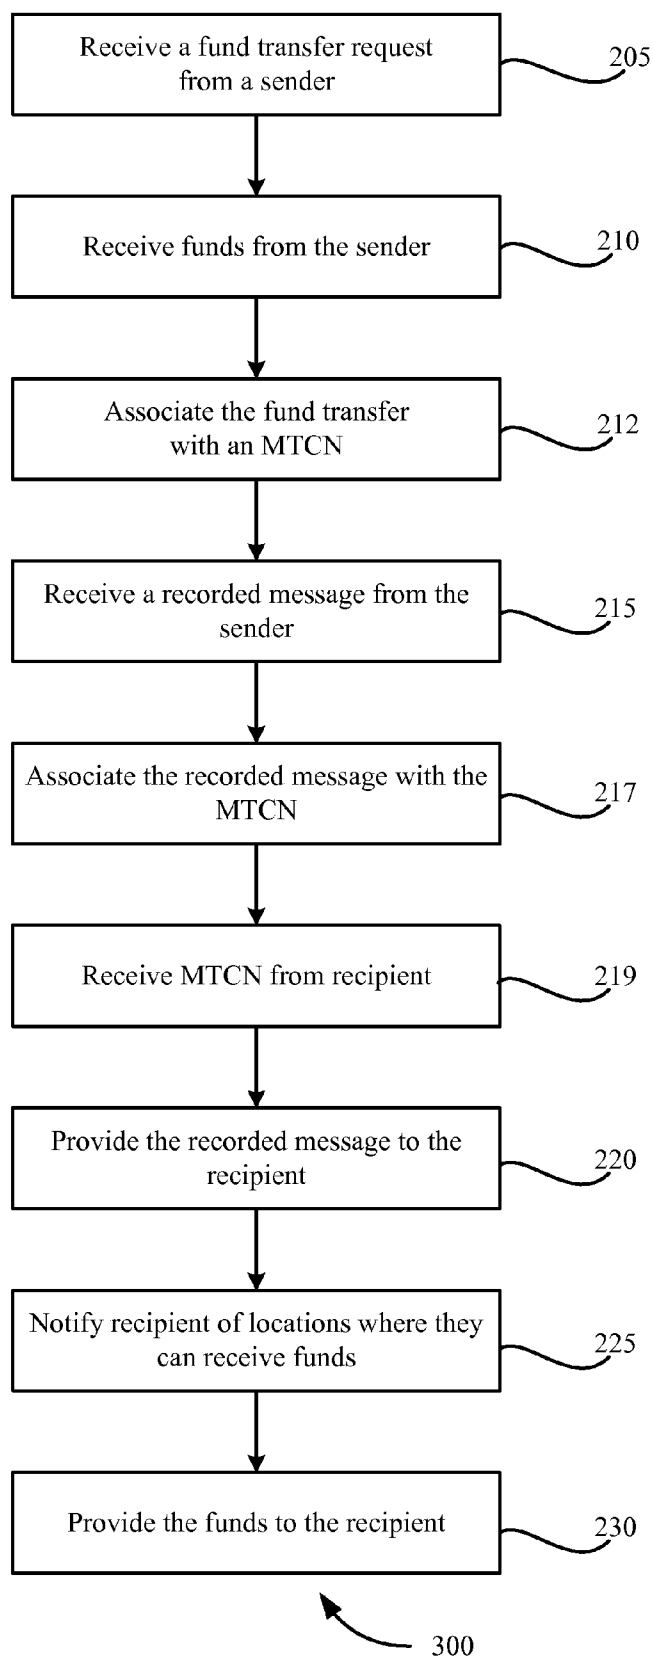 Receive a fund transfer request
from a sender
205
Receive funds from the sender
210
Associate the fund transfer
with an MTCN
212
Receive a recorded message from the
sender
215
Associate the recorded message with the
MTCN
217
Receive MTCN from recipient
219
Provide the recorded message to the
recipient
220
Notify recipient of locations where they
can receive funds
225
Provide the funds to the recipient
230
300